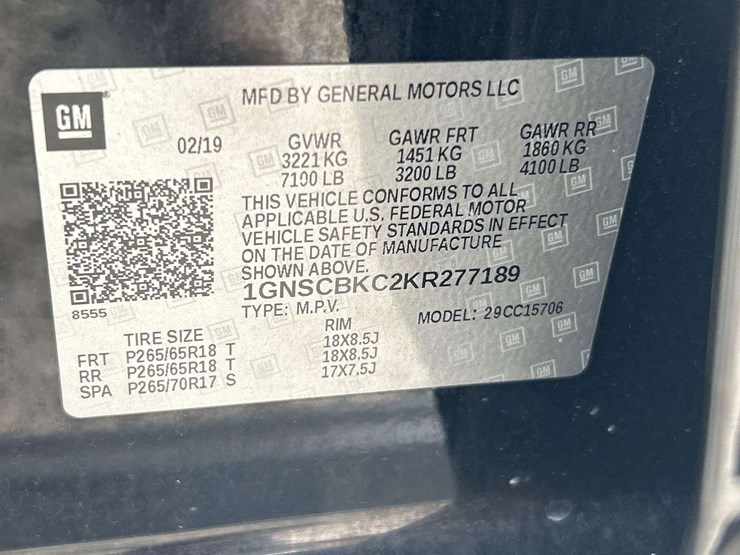 GM
MFD BY GENERAL MOTORS LLC
02/19
GVWR GAWR FRT GAWR RR
3221 KG 1451 KG 1860 KG
7100 LB 3200 LB 4100 LB
THIS VEHICLE CONFORMS TO ALL
APPLICABLE U.S. FEDERAL MOTOR
VEHICLE SAFETY STANDARDS IN EFFECT
ON THE DATE OF MANUFACTURE
SHOWN ABOVE.
8555
1GNSCBKC2KR277189
TYPE: M.P.V. MODEL: 29CC15706
TIRE SIZE RIM
FRT P265/65R18 T 18X8.5J
RR P265/65R18 T 18X8.5J
SPA P265/70R17 S 17X7.5J